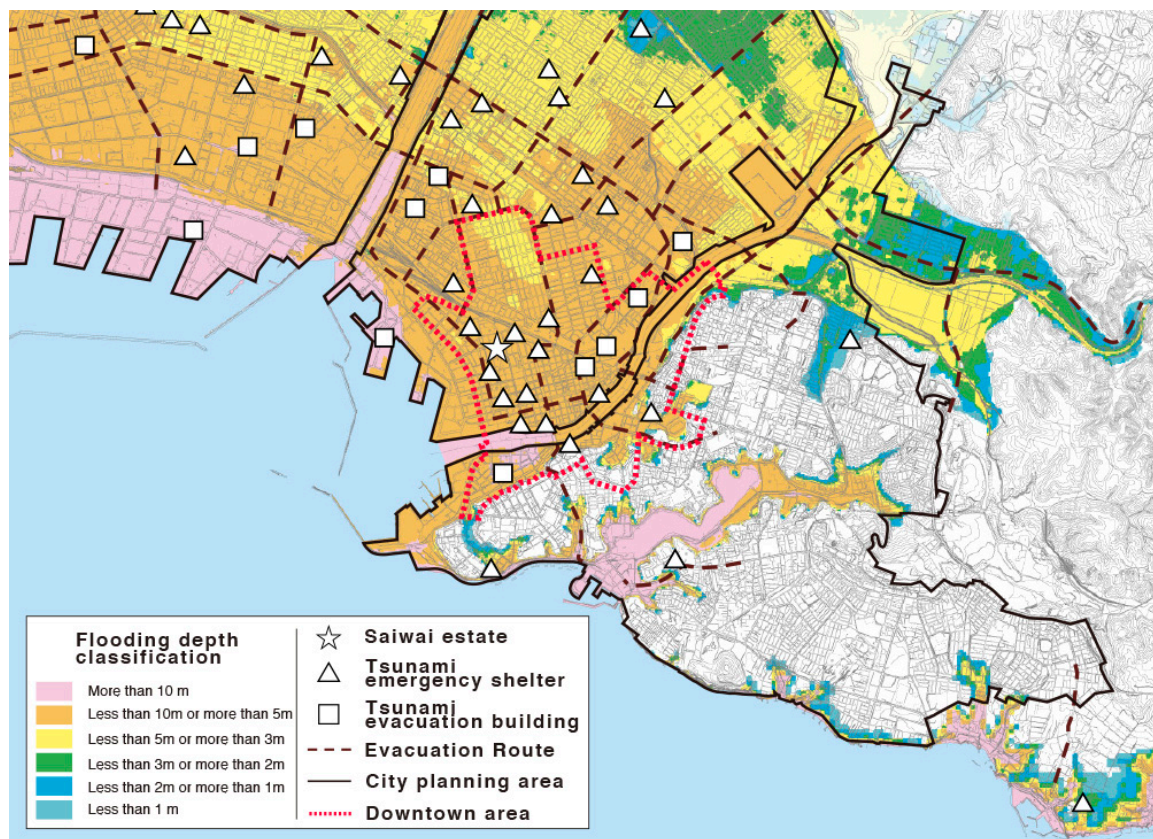 Flooding depth
classification
More than 10 m
Less than 10m or more than 5m
Less than 5m or more than 3m
Less than 3m or more than 2m
Less than 2m or more than 1m
Less than 1 m
Saiwai estate
Tsunami
emergency shelter
Tsunami
evacuation building
Evacuation Route
City planning area
Downtown area